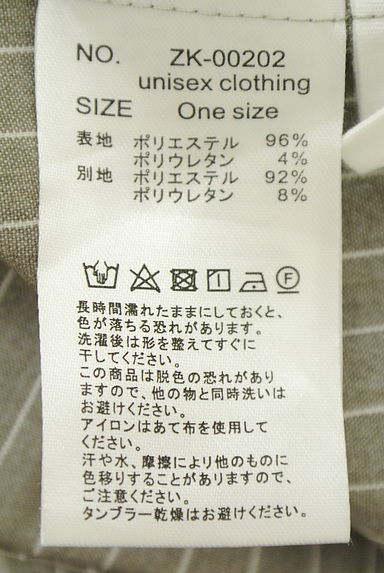 NO. ZK-00202
unisex clothing
SIZE One size
表地 ポリエステル 96%
ポリウレタン 4%
別地 ポリエステル 92%
ポリウレタン 8%
F
長時間濡れたままにしておくと、
色が落ちる恐れがあります。
洗濯後は形を整えてすぐに
干してください。
この商品は脱色の恐れがあり
ますので、他の物と同時洗いは
お避けください。
アイロンはあて布を使用して
ください。
汗や水、摩擦により他のものに
色移りすることがありますので、
ご注意ください。
タンブラー乾燥はお避けください。